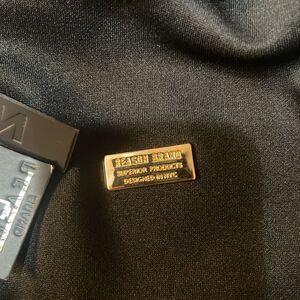 REASON BRAND
SUPERIOR PRODUCTS
DESIGNED IN NYC